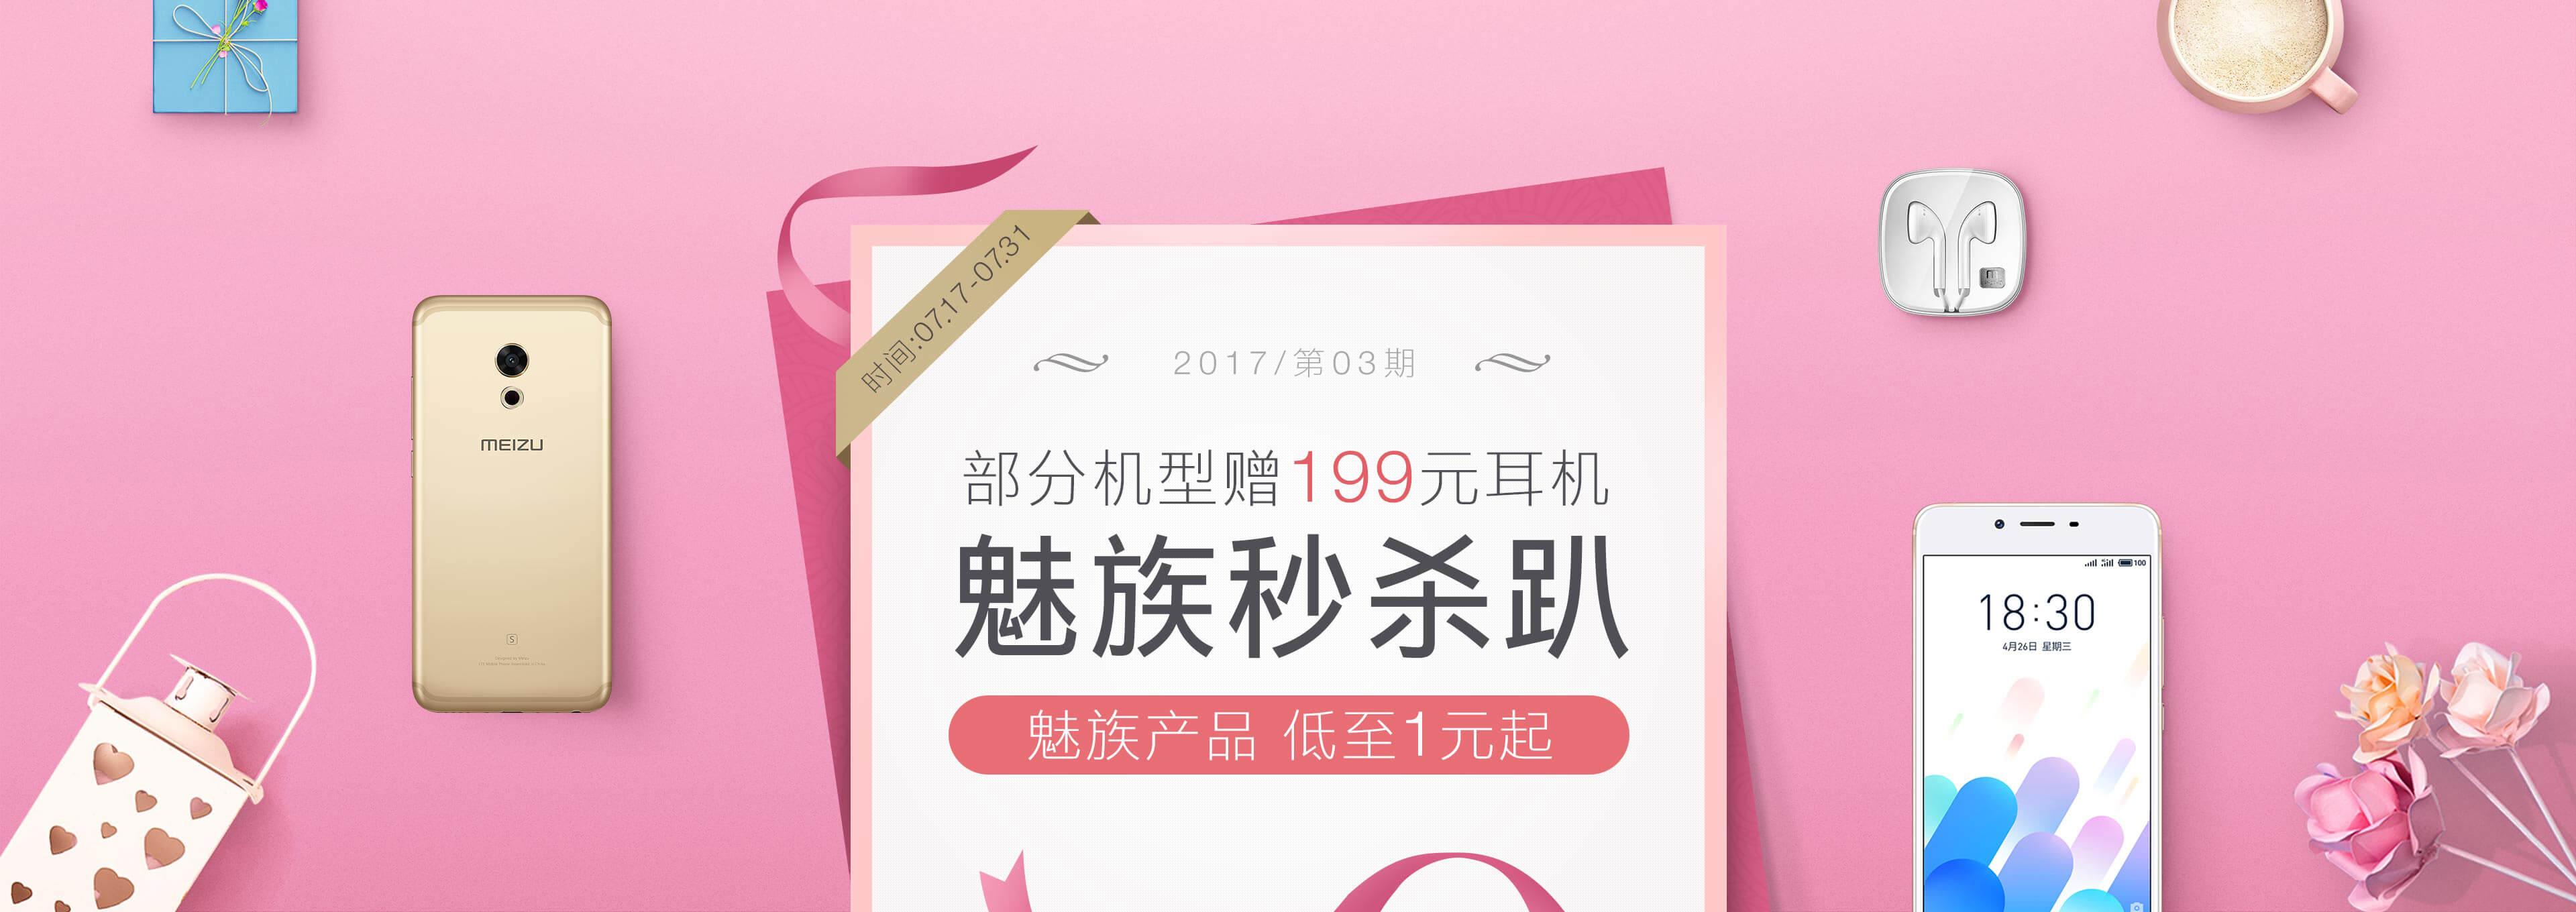 时间:07.17-07.31
2017/第03期
部分机型赠199元耳机
魅族秒杀趴
魅族产品 低至1元起
MEIZU
S
100
18:30
4月26日 星期三